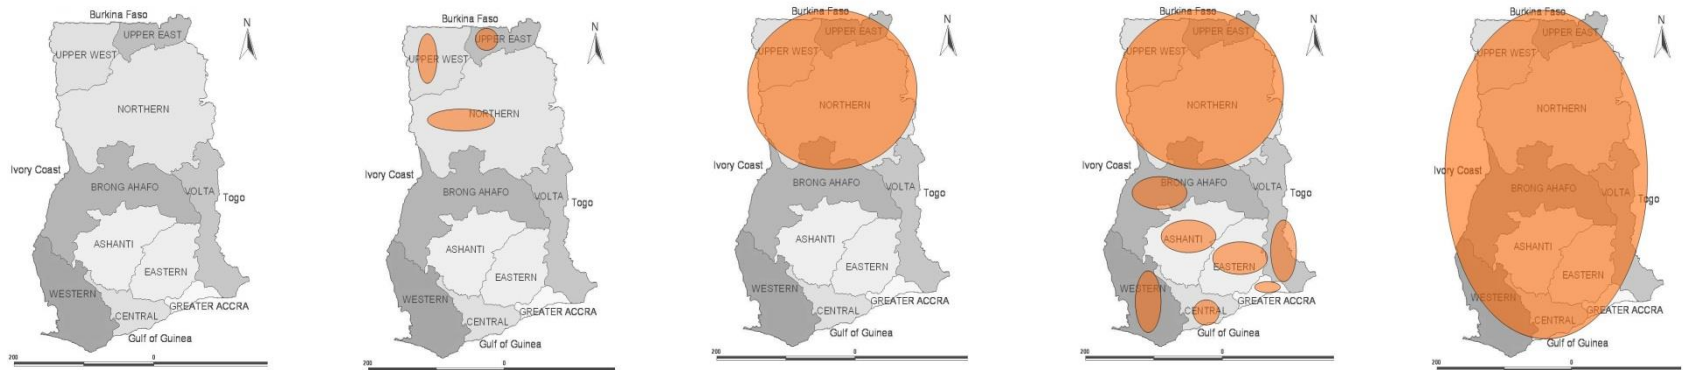 Burkina Faso
N
UPPER EAST
UPPER WEST
NORTHERN
Ivory Coast
BRONG AHAFO
VOLTA
Togo
ASHANTI
EASTERN
WESTERN
GREATER ACCRA
CENTRAL
Gulf of Guinea
200
0
Burkina Faso
N
UPPER EAST
UPPER WEST
NORTHERN
Ivory Coast
BRONG AHAFO
VOLTA
Togo
ASHANTI
EASTERN
WESTERN
GREATER ACCRA
CENTRAL
Gulf of Guinea
200
0
Burkina Faso
N
UPPER EAST
UPPER WEST
NORTHERN
Ivory Coast
BRONG AHAFO
VOLTA
Togo
ASHANTI
EASTERN
WESTERN
GREATER ACCRA
CENTRAL
Gulf of Guinea
200
0
Burkina Faso
N
UPPER EAST
UPPER WEST
NORTHERN
Ivory Coast
BRONG AHAFO
VOLTA
Togo
ASHANTI
EASTERN
WESTERN
GREATER ACCRA
CENTRAL
Gulf of Guinea
200
0
Burkina Faso
N
UPPER EAST
UPPER WEST
NORTHERN
Ivory Coast
BRONG AHAFO
VOLTA
Togo
ASHANTI
EASTERN
WESTERN
GREATER ACCRA
CENTRAL
Gulf of Guinea
200
0